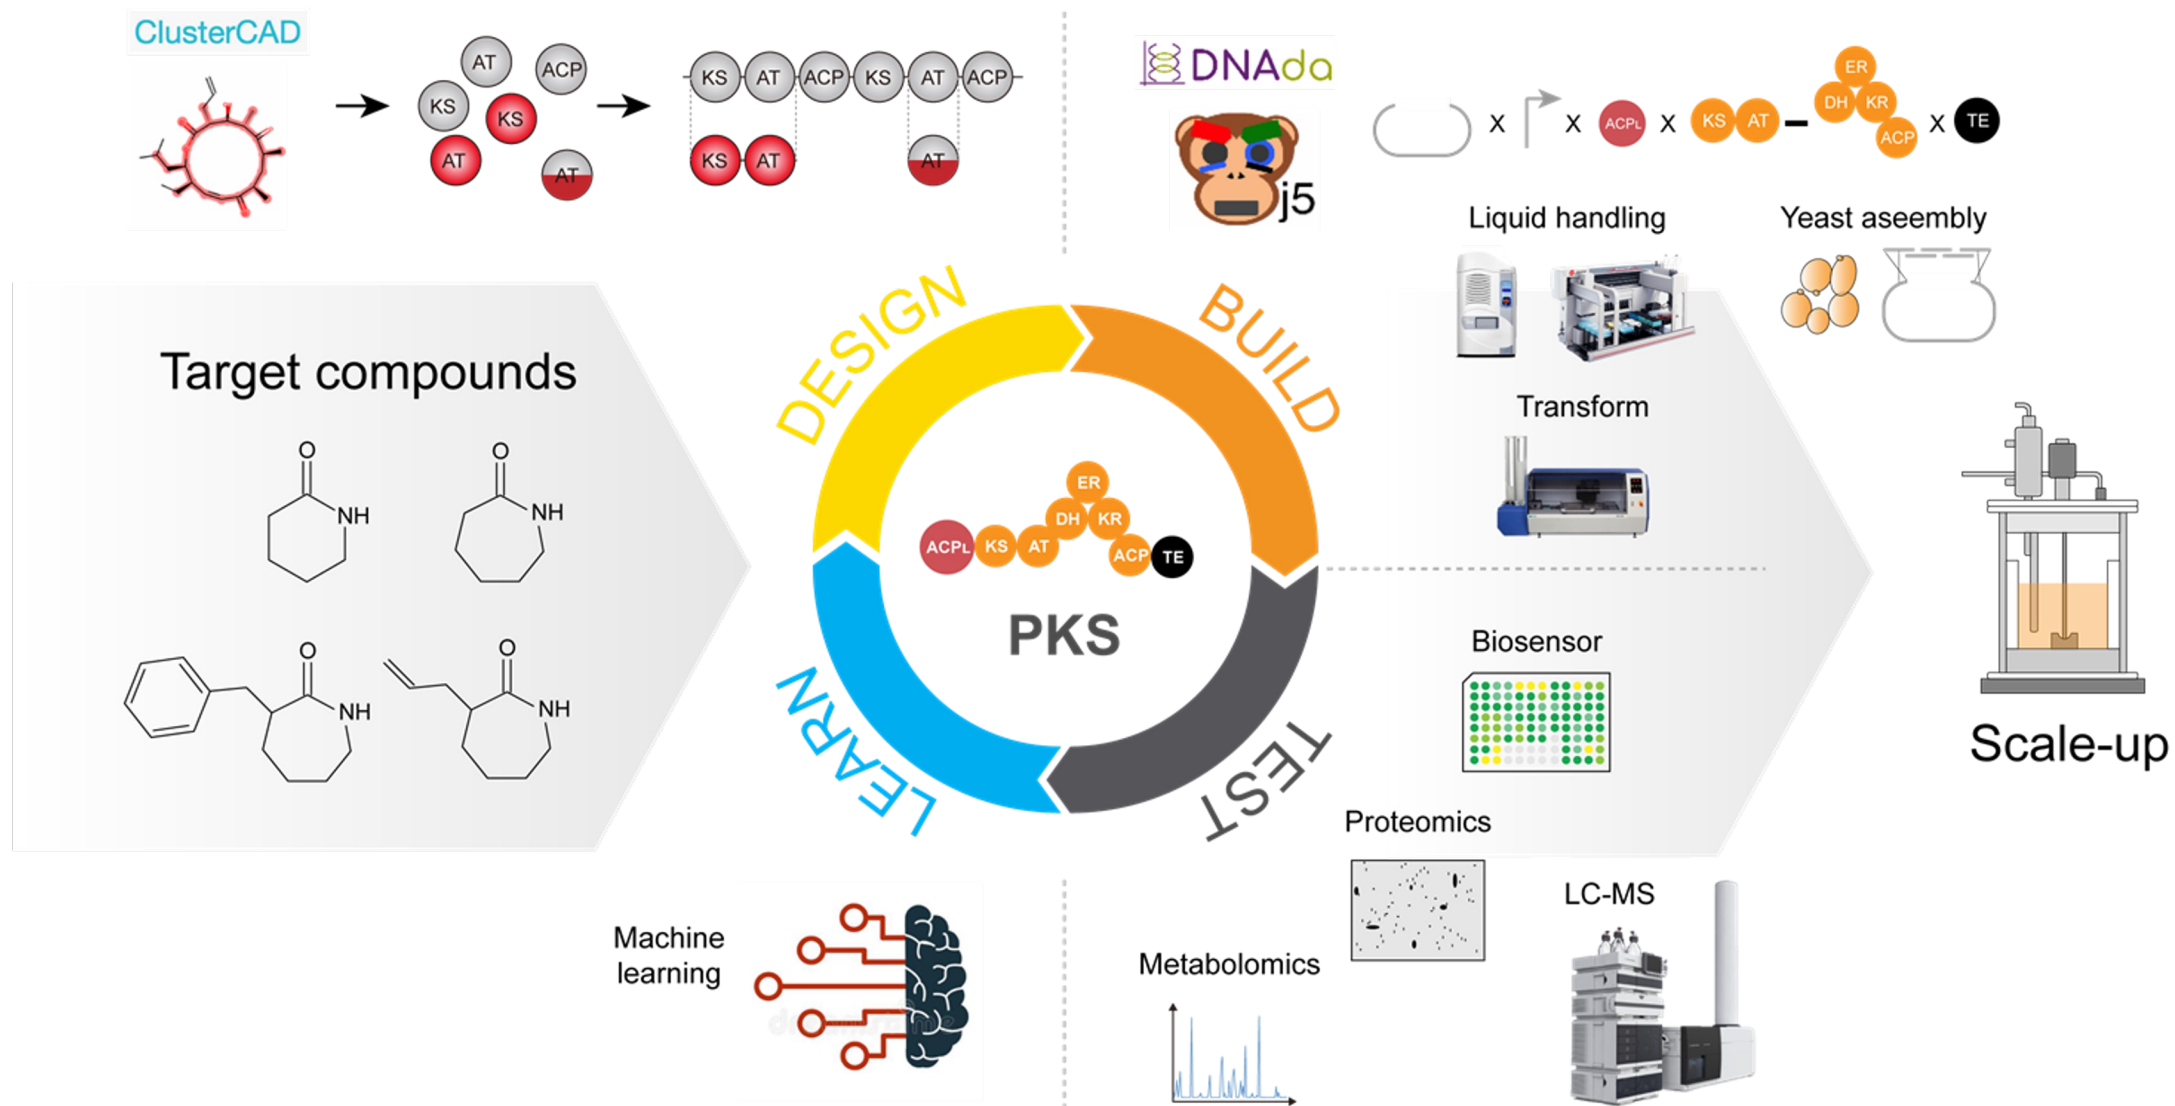 ClusterCAD
AT
ACP
KS
KS
AT
AT
KS AT ACP KS AT ACP
KS AT
AT
DNAda
j5
X X ACPL X KS AT ER DH KR ACP X TE
Liquid handling
Yeast aseembly
Transform
Target compounds
O
NH
O
NH
O
NH
O
NH
DESIGN
BUILD
TEST
LEARN
ACPL KS AT DH ER KR ACP TE
PKS
Biosensor
Proteomics
LC-MS
Metabolomics
Machine
learning
Scale-up